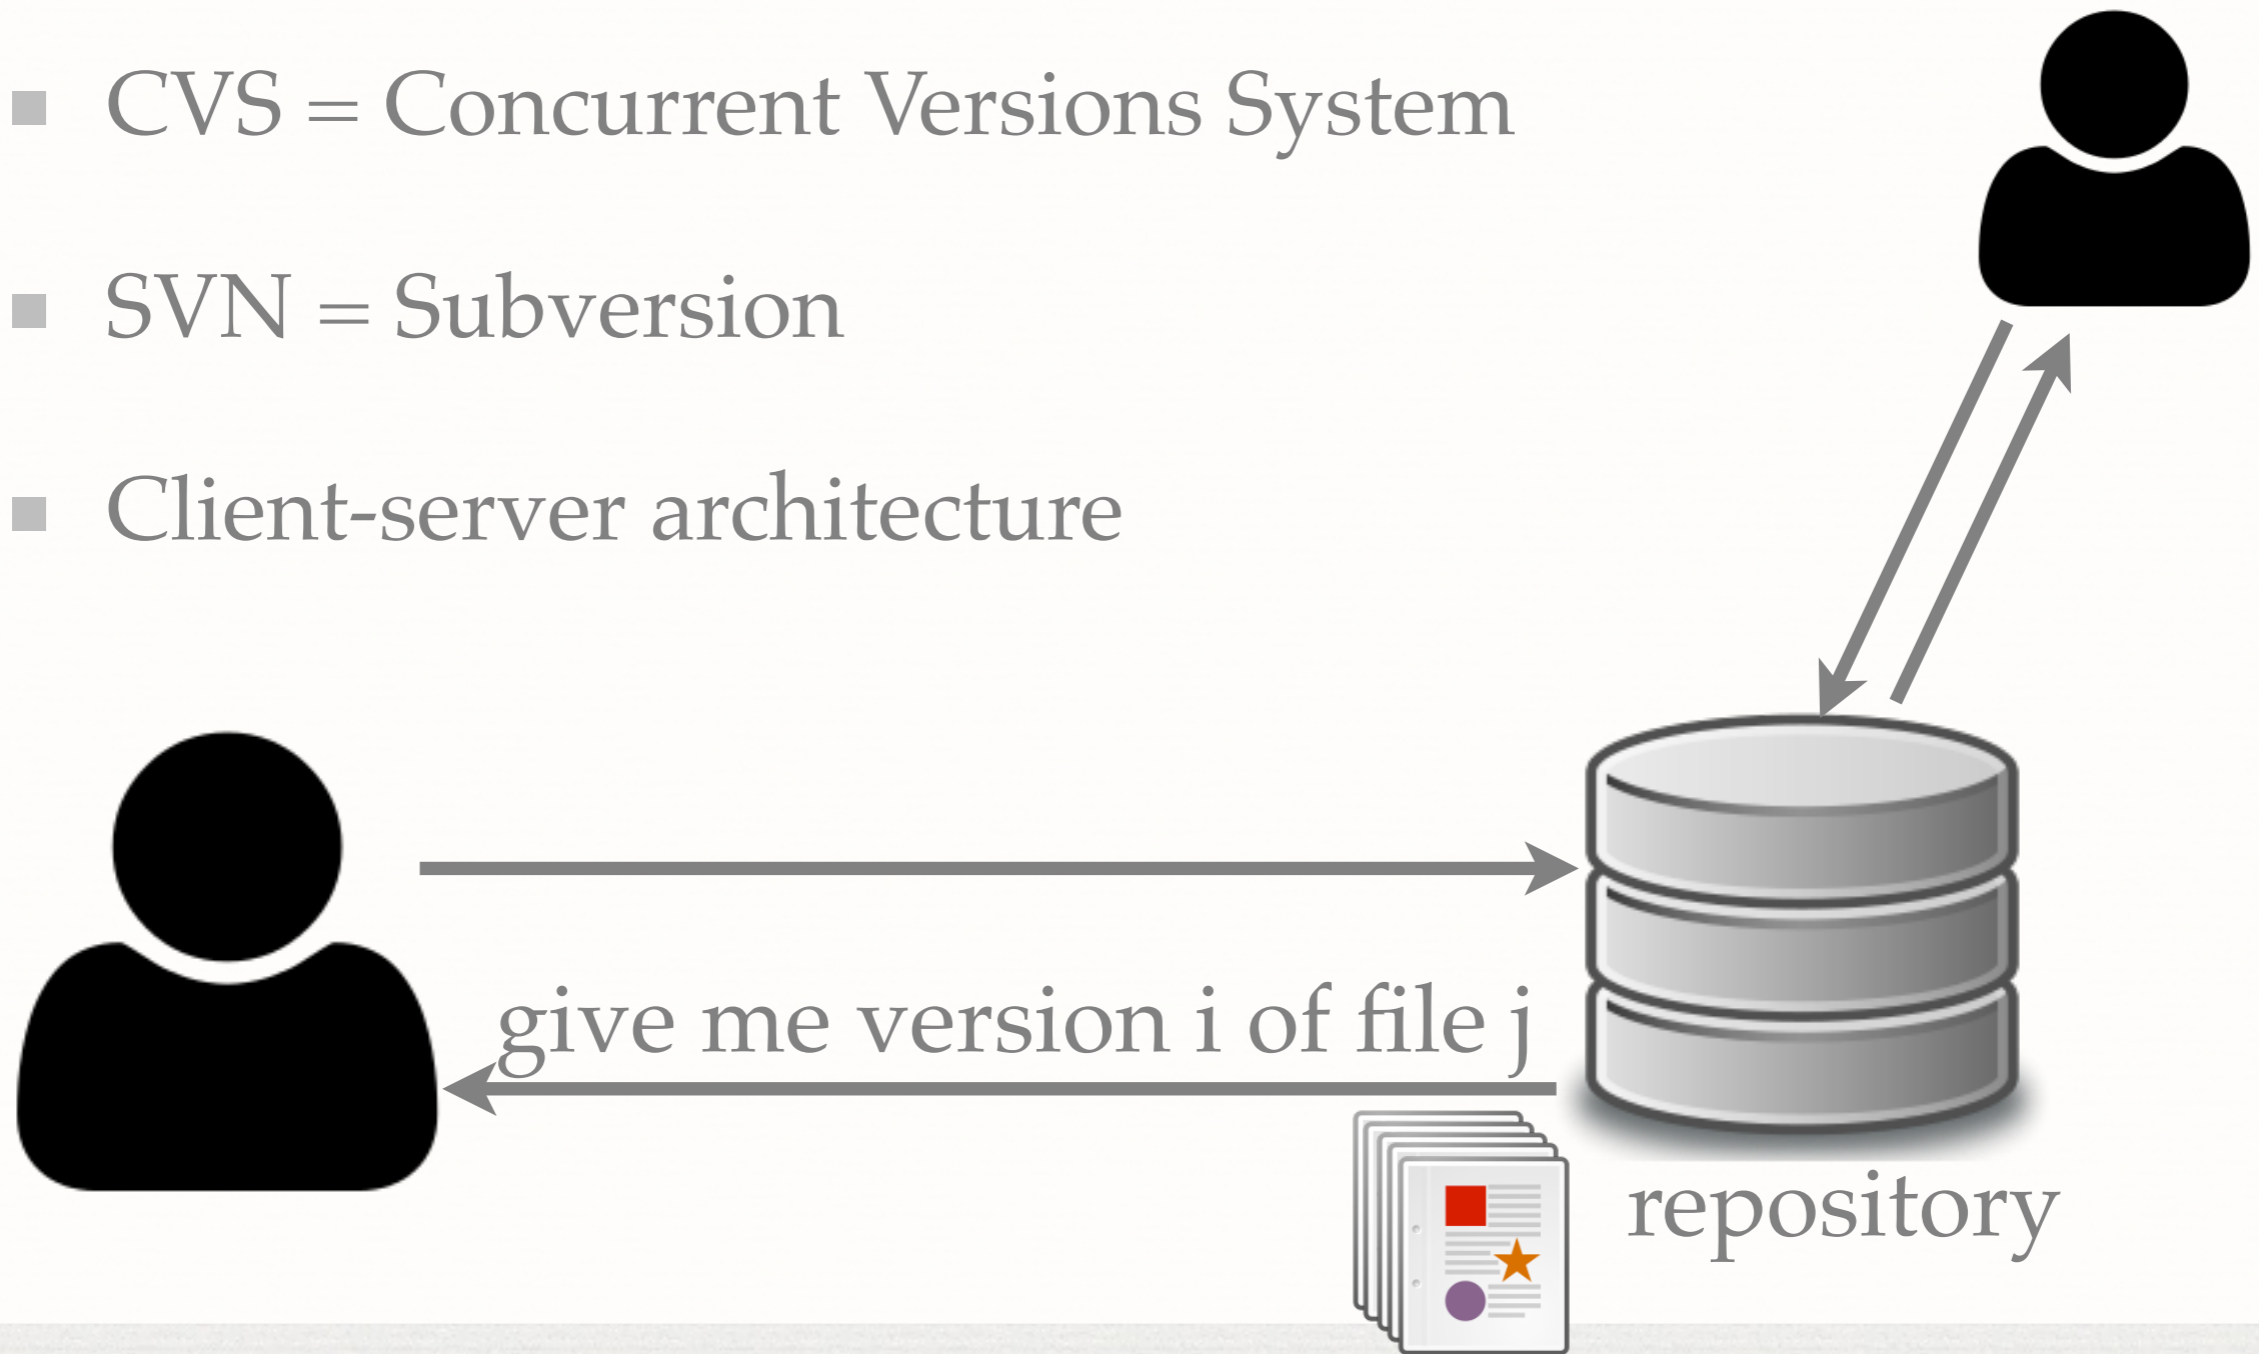 CVS = Concurrent Versions System
SVN = Subversion
Client-server architecture
give me version i of file j
repository